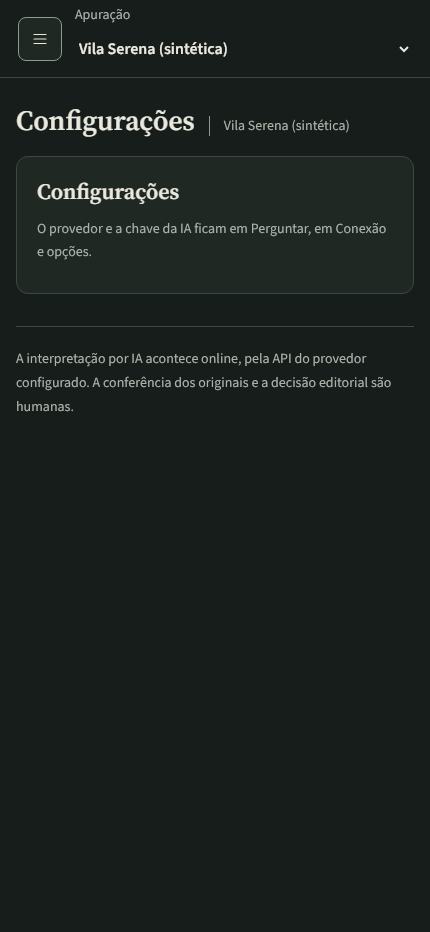 Apuração
Vila Serena (sintética)
Configurações
Vila Serena (sintética)
Configurações
O provedor e a chave da IA ficam em Perguntar, em Conexão
e opções.
A interpretação por IA acontece online, pela API do provedor
configurado. A conferência dos originais e a decisão editorial são
humanas.